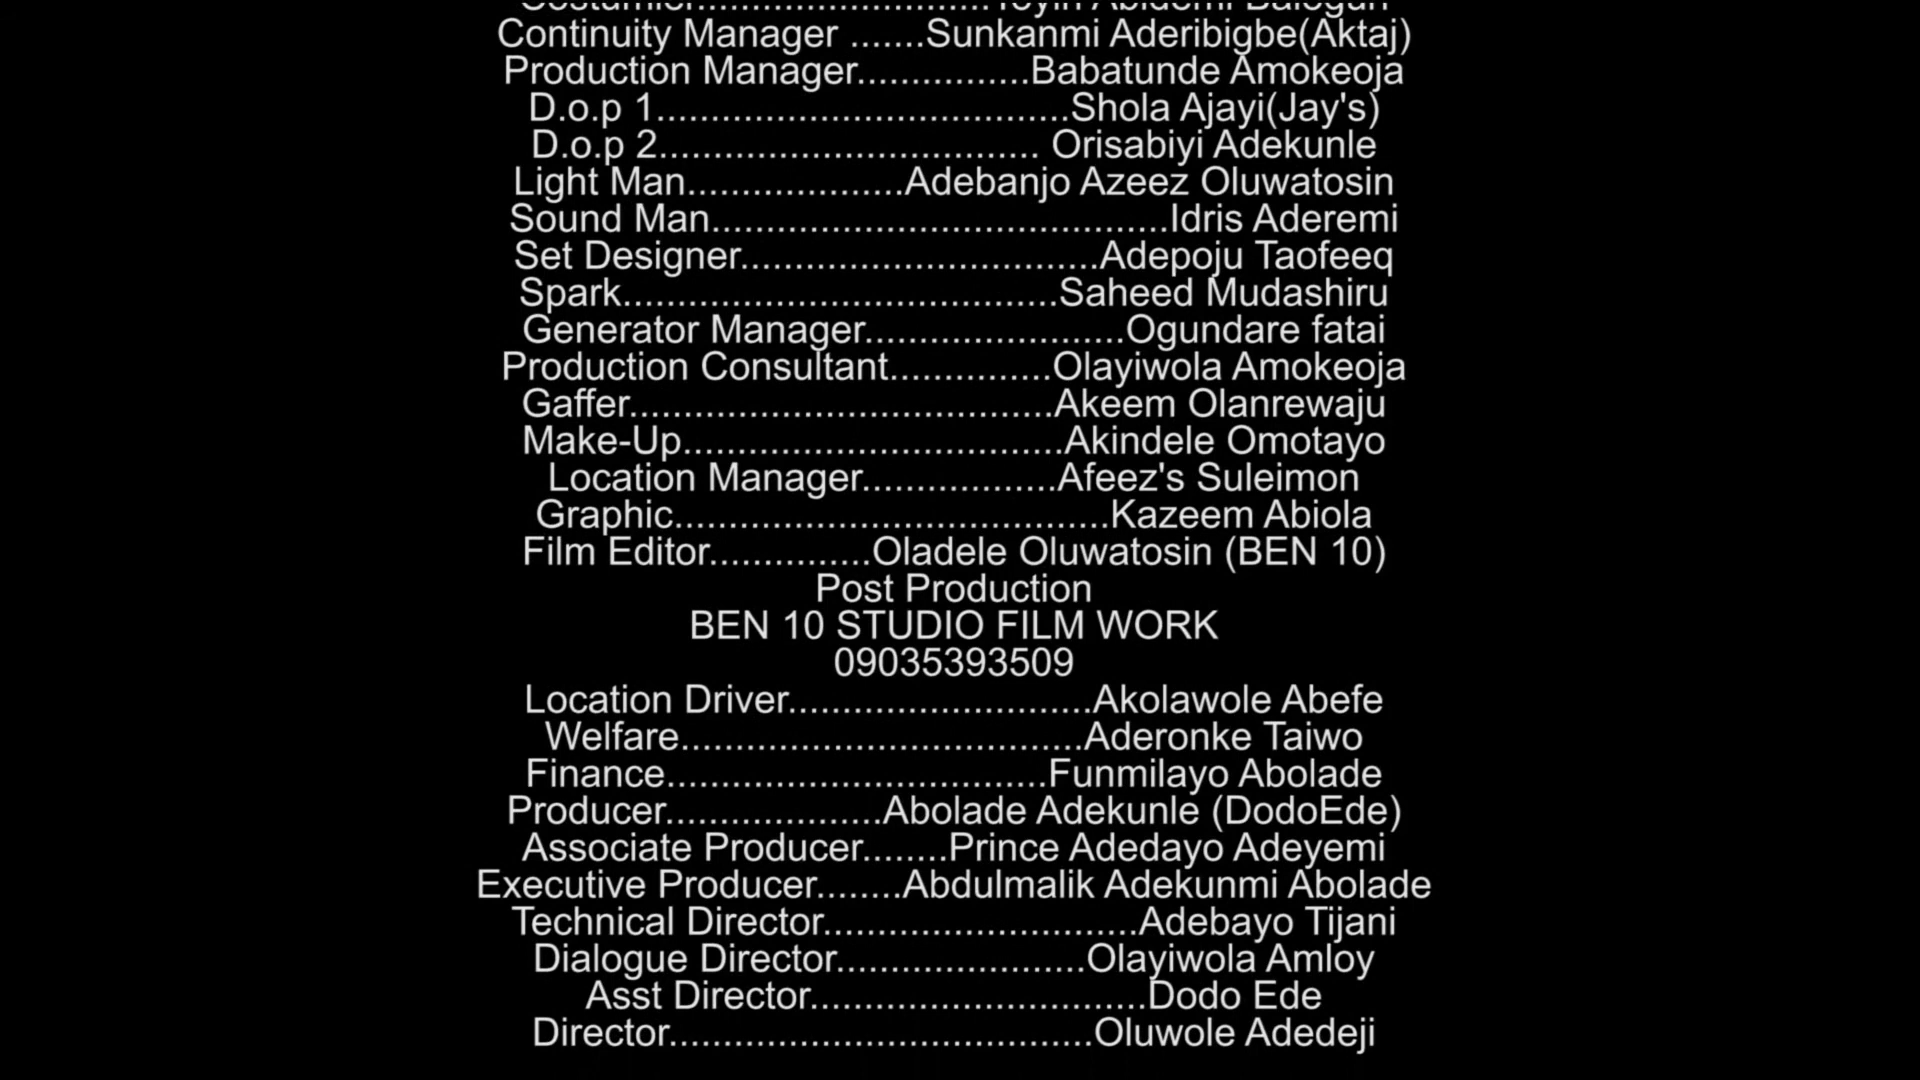 Costumier...........................Toyin Abidemi Balogun
Continuity Manager .......Sunkanmi Aderibigbe(Aktaj)
Production Manager................Babatunde Amokeoja
D.o.p 1......................................Shola Ajayi(Jay's)
D.o.p 2................................... Orisabiyi Adekunle
Light Man....................Adebanjo Azeez Oluwatosin
Sound Man..........................................Idris Aderemi
Set Designer.................................Adepoju Taofeeq
Spark........................................Saheed Mudashiru
Generator Manager........................Ogundare fatai
Production Consultant...............Olayiwola Amokeoja
Gaffer.......................................Akeem Olanrewaju
Make-Up...................................Akindele Omotayo
Location Manager..................Afeez's Suleimon
Graphic........................................Kazeem Abiola
Film Editor...............Oladele Oluwatosin (BEN 10)
Post Production
BEN 10 STUDIO FILM WORK
09035393509
Location Driver............................Akolawole Abefe
Welfare.....................................Aderonke Taiwo
Finance...................................Funmilayo Abolade
Producer....................Abolade Adekunle (DodoEde)
Associate Producer........Prince Adedayo Adeyemi
Executive Producer........Abdulmalik Adekunmi Abolade
Technical Director.............................Adebayo Tijani
Dialogue Director.......................Olayiwola Amloy
Asst Director...............................Dodo Ede
Director.......................................Oluwole Adedeji